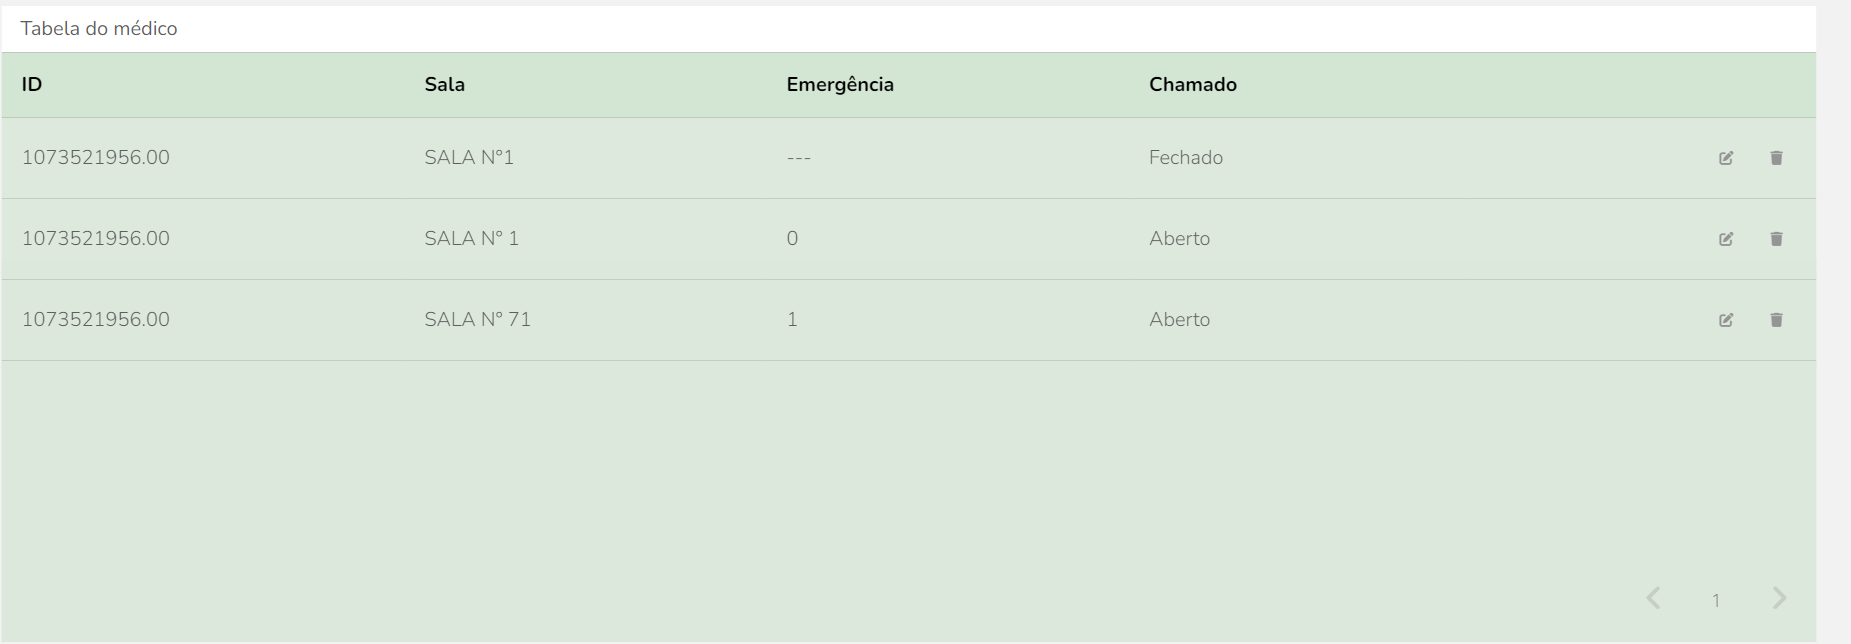 Tabela do médico
ID Sala Emergência Chamado
1073521956.00 SALA N°1 --- Fechado
1073521956.00 SALA N° 1 0 Aberto
1073521956.00 SALA N° 71 1 Aberto
1